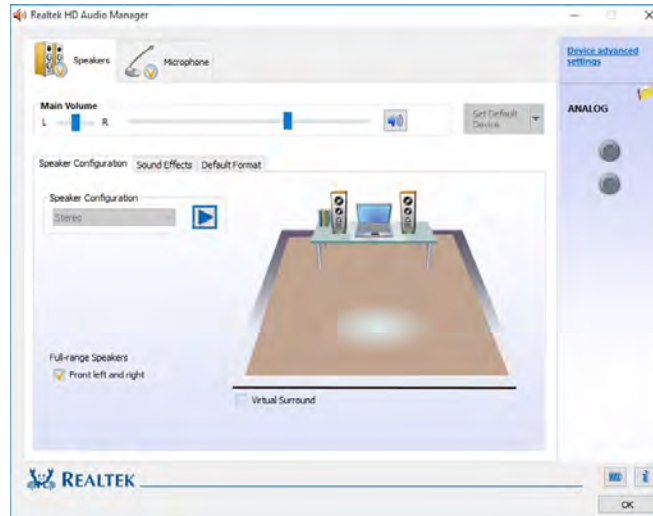 Realtek HD Audio Manager
Speakers
Microphone
Device advanced
settings
Main Volume
L
R
Set Default
Device
ANALOG
Speaker Configuration
Sound Effects
Default Format
Speaker Configuration
Stereo
Full-range Speakers
Front left and right
Virtual Surround
REALTEK
OK